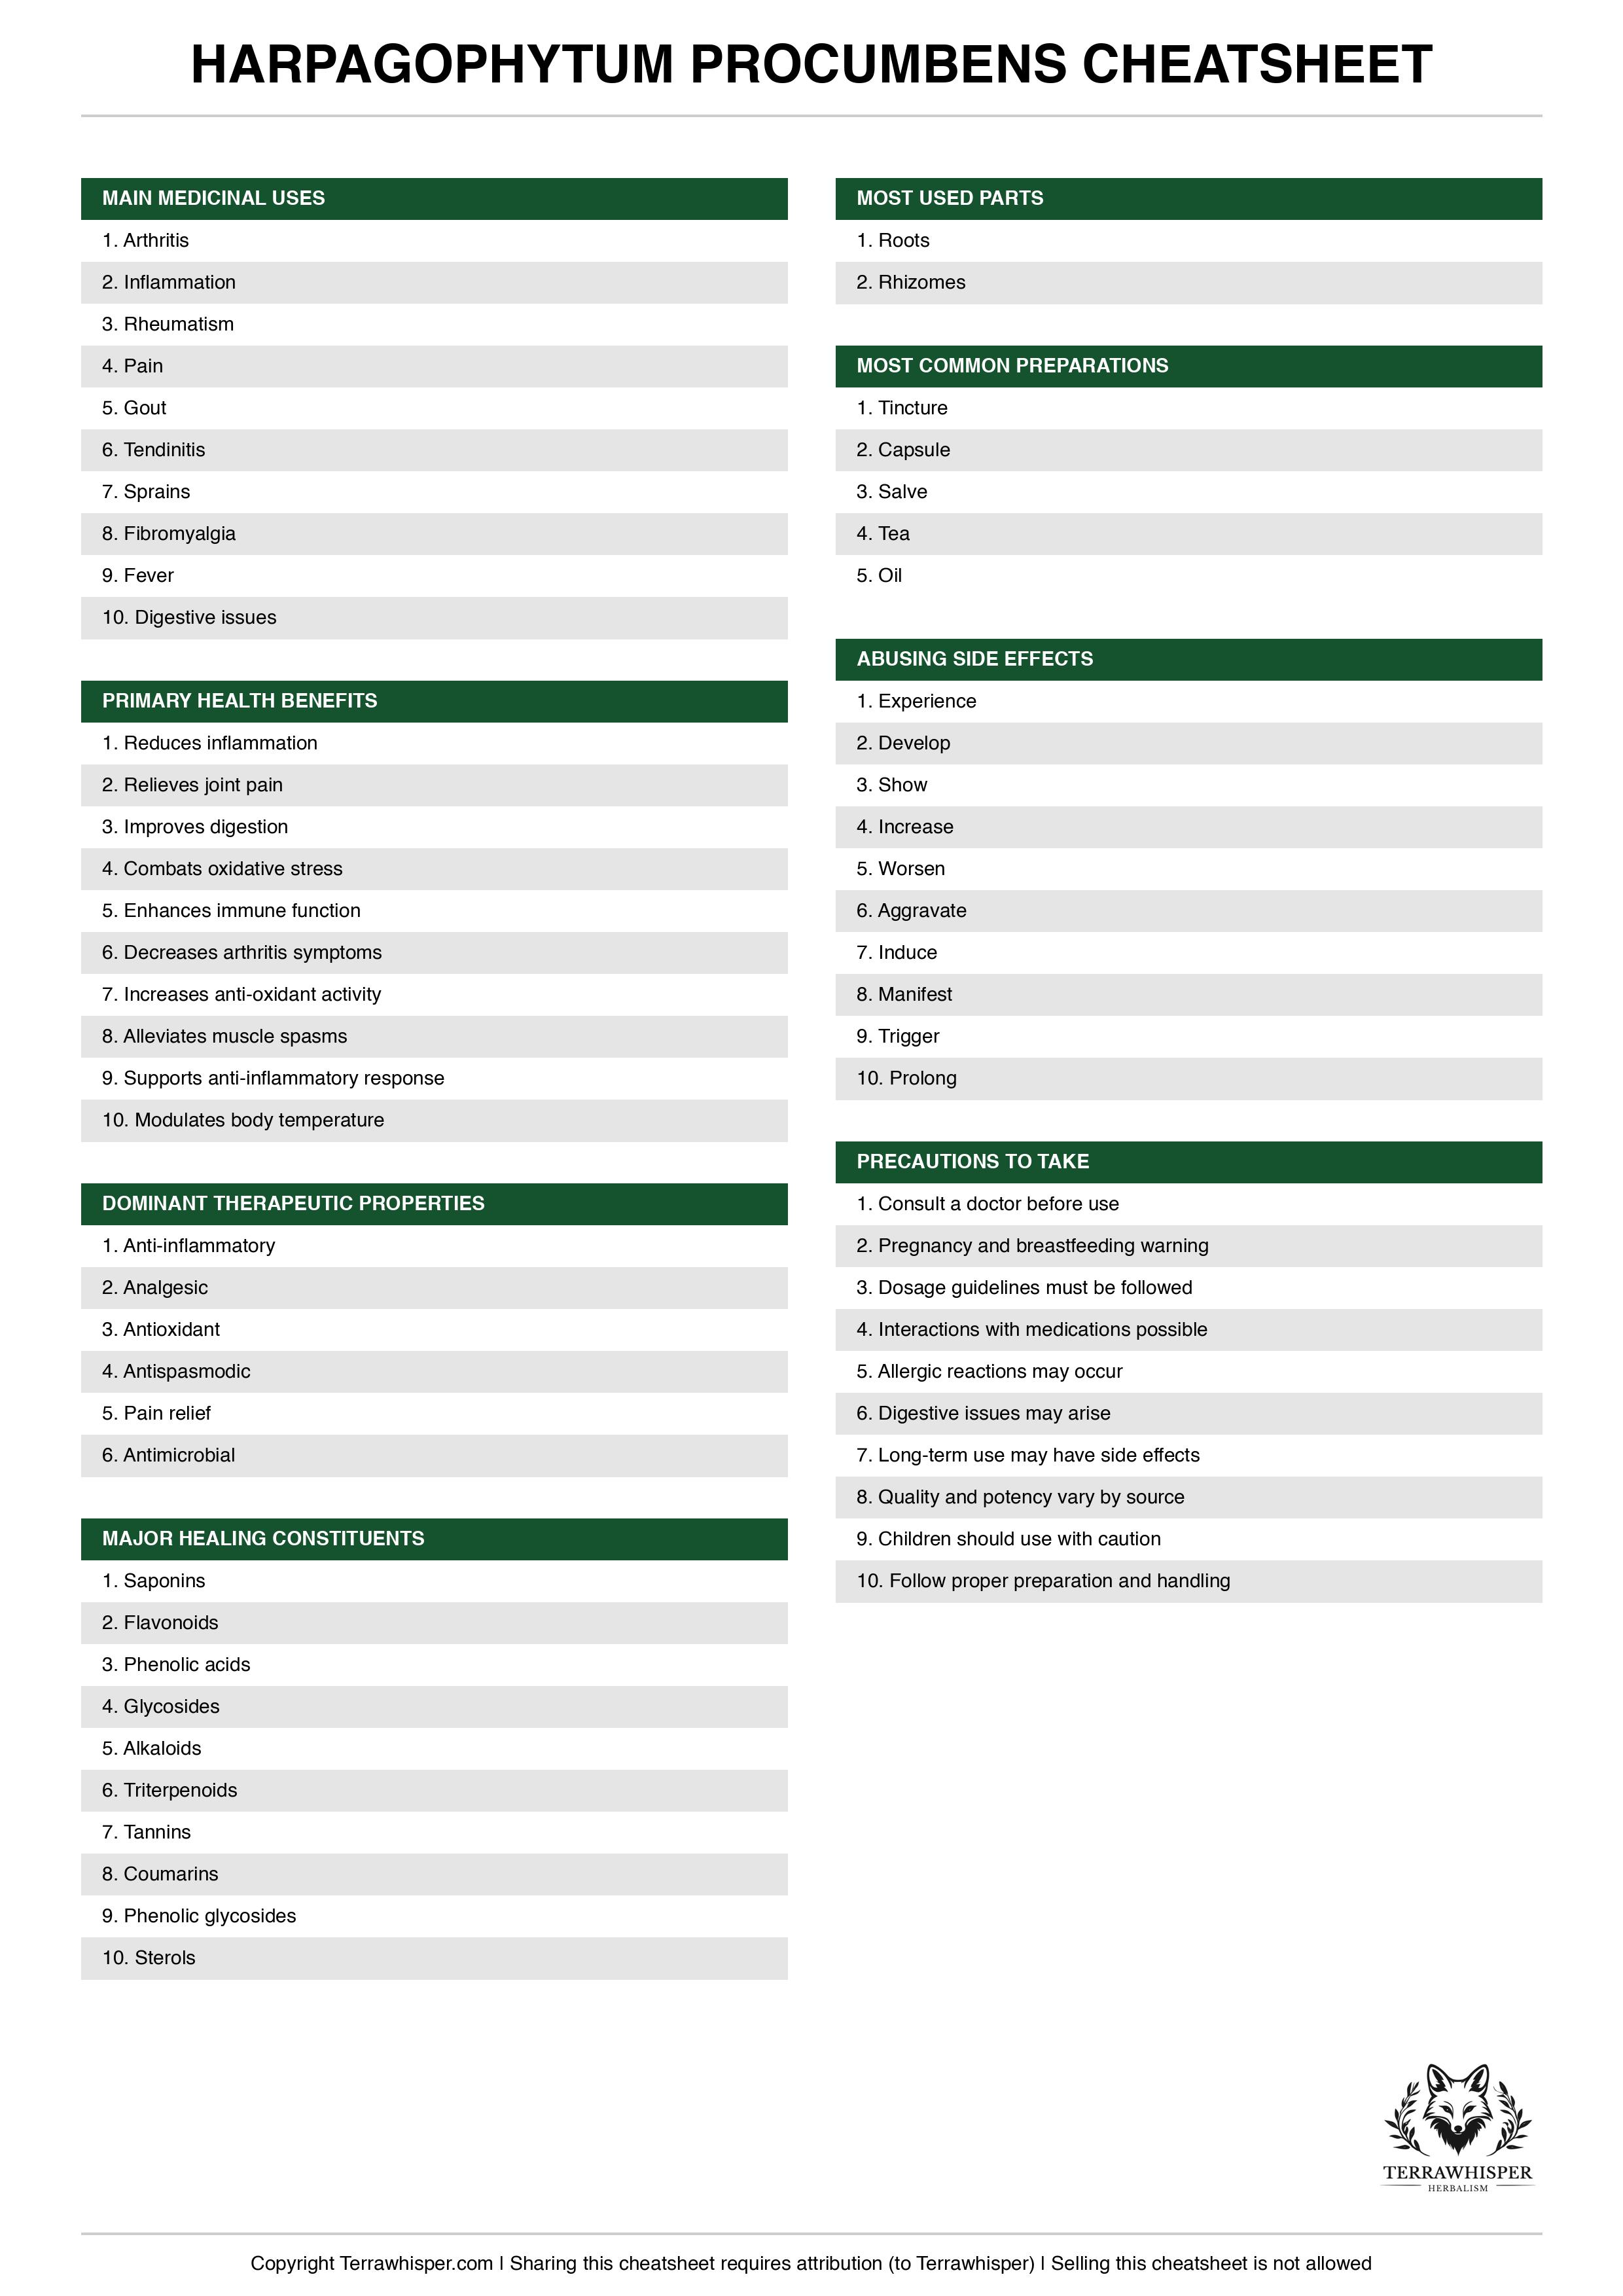 HARPAGOPHYTUM PROCUMBENS CHEATSHEET
MAIN MEDICINAL USES
1. Arthritis
2. Inflammation
3. Rheumatism
4. Pain
5. Gout
6. Tendinitis
7. Sprains
8. Fibromyalgia
9. Fever
10. Digestive issues
PRIMARY HEALTH BENEFITS
1. Reduces inflammation
2. Relieves joint pain
3. Improves digestion
4. Combats oxidative stress
5. Enhances immune function
6. Decreases arthritis symptoms
7. Increases anti-oxidant activity
8. Alleviates muscle spasms
9. Supports anti-inflammatory response
10. Modulates body temperature
DOMINANT THERAPEUTIC PROPERTIES
1. Anti-inflammatory
2. Analgesic
3. Antioxidant
4. Antispasmodic
5. Pain relief
6. Antimicrobial
MAJOR HEALING CONSTITUENTS
1. Saponins
2. Flavonoids
3. Phenolic acids
4. Glycosides
5. Alkaloids
6. Triterpenoids
7. Tannins
8. Coumarins
9. Phenolic glycosides
10. Sterols
MOST USED PARTS
1. Roots
2. Rhizomes
MOST COMMON PREPARATIONS
1. Tincture
2. Capsule
3. Salve
4. Tea
5. Oil
ABUSING SIDE EFFECTS
1. Experience
2. Develop
3. Show
4. Increase
5. Worsen
6. Aggravate
7. Induce
8. Manifest
9. Trigger
10. Prolong
PRECAUTIONS TO TAKE
1. Consult a doctor before use
2. Pregnancy and breastfeeding warning
3. Dosage guidelines must be followed
4. Interactions with medications possible
5. Allergic reactions may occur
6. Digestive issues may arise
7. Long-term use may have side effects
8. Quality and potency vary by source
9. Children should use with caution
10. Follow proper preparation and handling
TERRAWHISPER
HERBALISM
Copyright Terrawhisper.com | Sharing this cheatsheet requires attribution (to Terrawhisper) | Selling this cheatsheet is not allowed